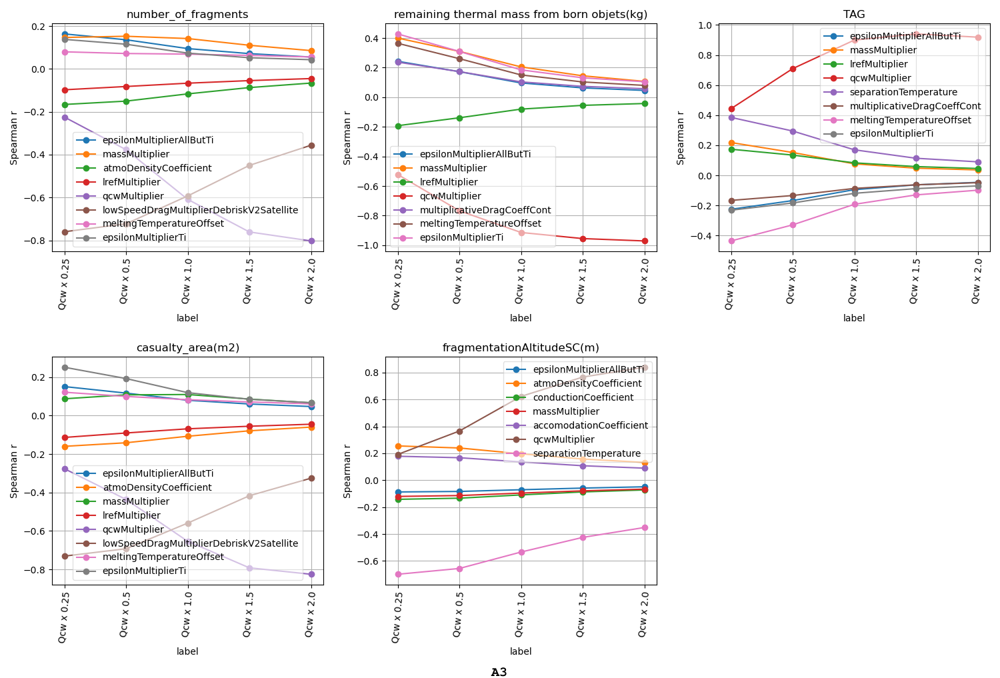 number_of_fragments
0.2
0.0
−0.2
−0.4
−0.6
−0.8
Spearman r
epsilonMultiplierAllButTi
massMultiplier
atmoDensityCoefficient
lrefMultiplier
qcwMultiplier
lowSpeedDragMultiplierDebriskV2Satellite
meltingTemperatureOffset
epsilonMultiplierTi
Qcw x 0.25
Qcw x 0.5
Qcw x 1.0
Qcw x 1.5
Qcw x 2.0
label
remaining thermal mass from born objets(kg)
0.4
0.2
0.0
−0.2
−0.4
−0.6
−0.8
−1.0
Spearman r
epsilonMultiplierAllButTi
massMultiplier
lrefMultiplier
qcwMultiplier
multiplicativeDragCoeffCont
meltingTemperatureOffset
epsilonMultiplierTi
Qcw x 0.25
Qcw x 0.5
Qcw x 1.0
Qcw x 1.5
Qcw x 2.0
label
TAG
1.0
0.8
0.6
0.4
0.2
0.0
−0.2
−0.4
Spearman r
epsilonMultiplierAllButTi
massMultiplier
lrefMultiplier
qcwMultiplier
separationTemperature
multiplicativeDragCoeffCont
meltingTemperatureOffset
epsilonMultiplierTi
Qcw x 0.25
Qcw x 0.5
Qcw x 1.0
Qcw x 1.5
Qcw x 2.0
label
casualty_area(m2)
0.2
0.0
−0.2
−0.4
−0.6
−0.8
Spearman r
epsilonMultiplierAllButTi
atmoDensityCoefficient
massMultiplier
lrefMultiplier
qcwMultiplier
lowSpeedDragMultiplierDebriskV2Satellite
meltingTemperatureOffset
epsilonMultiplierTi
Qcw x 0.25
Qcw x 0.5
Qcw x 1.0
Qcw x 1.5
Qcw x 2.0
label
fragmentationAltitudeSC(m)
0.8
0.6
0.4
0.2
0.0
−0.2
−0.4
−0.6
Spearman r
epsilonMultiplierAllButTi
atmoDensityCoefficient
conductionCoefficient
massMultiplier
accomodationCoefficient
qcwMultiplier
separationTemperature
Qcw x 0.25
Qcw x 0.5
Qcw x 1.0
Qcw x 1.5
Qcw x 2.0
label
A3